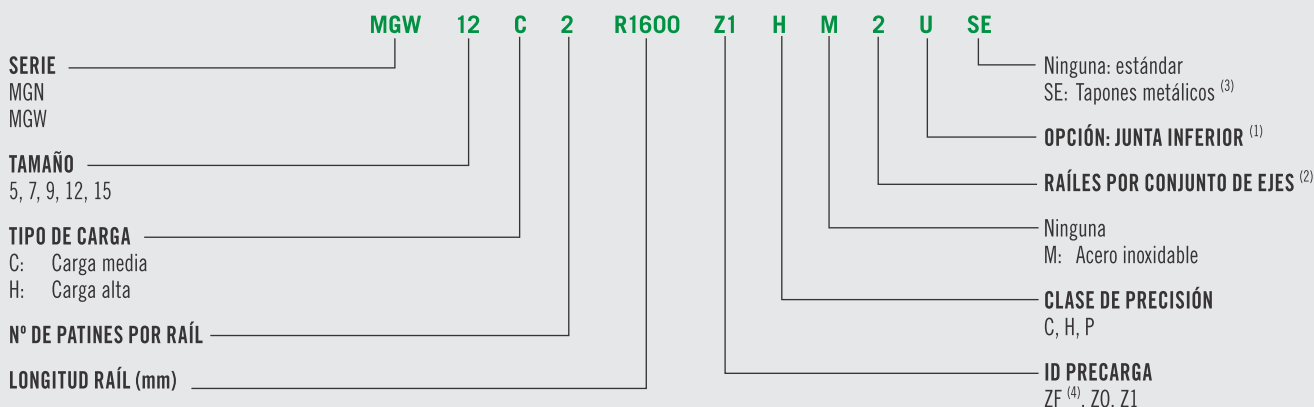 MGW 12 C 2 R1600 Z1 H M 2 U SE
SERIE
MGN
MGW
TAMAÑO
5, 7, 9, 12, 15
TIPO DE CARGA
C: Carga media
H: Carga alta
Nº DE PATINES POR RAÍL
LONGITUD RAÍL (mm)
Ninguna: estándar
SE: Tapones metálicos (3)
OPCIÓN: JUNTA INFERIOR (1)
RAÍLES POR CONJUNTO DE EJES (2)
Ninguna
M: Acero inoxidable
CLASE DE PRECISIÓN
C, H, P
ID PRECARGA
ZF (4), Z0, Z1